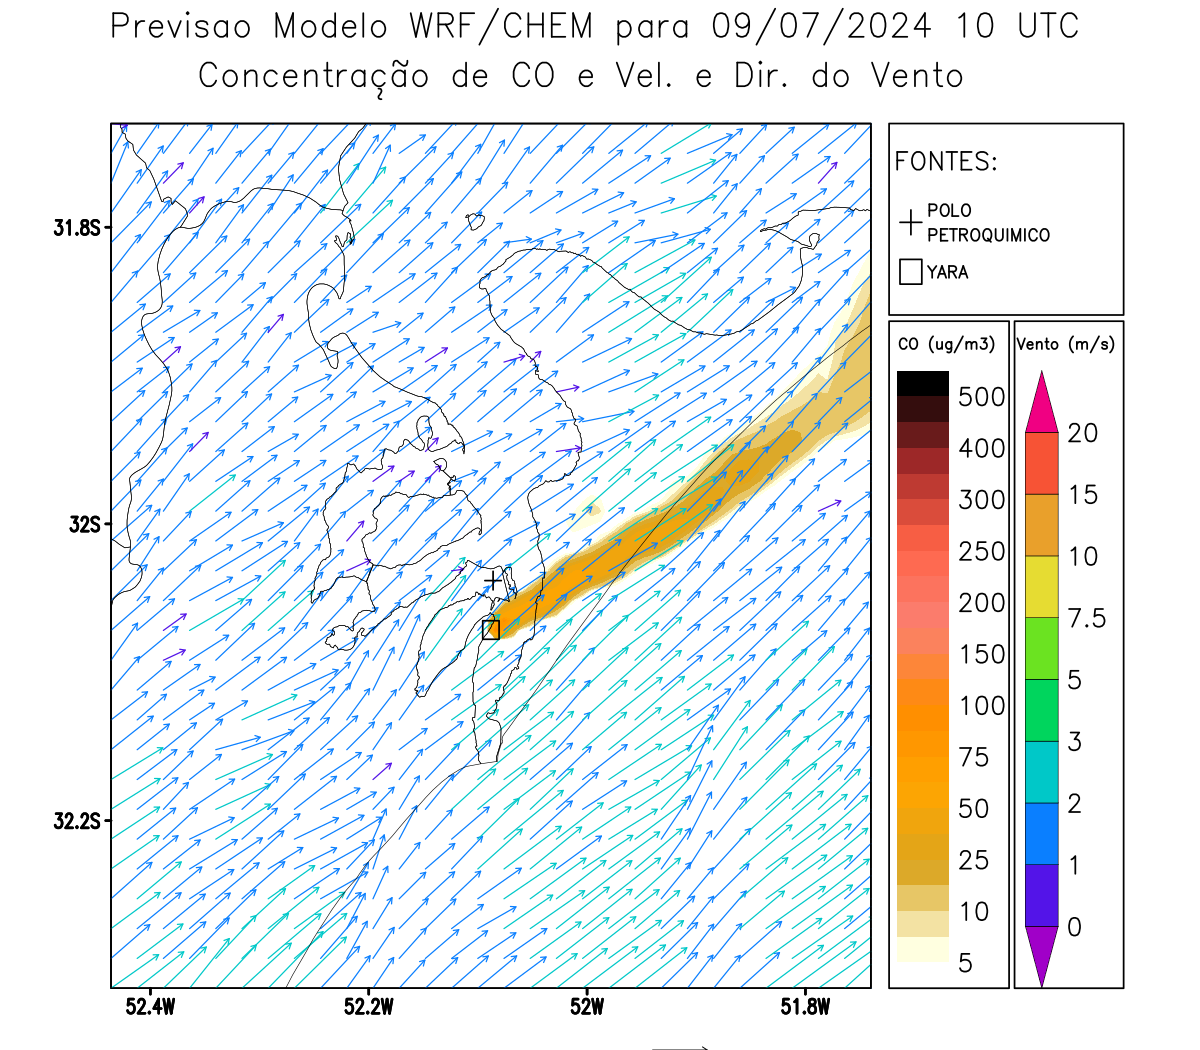 Previsao Modelo WRF/CHEM para 09/07/2024 10 UTC
Concentração de CO e Vel. e Dir. do Vento
FONTES:
POLO
PETROQUIMICO
YARA
31.8S
32S
32.2S
52.4W
52.2W
52W
51.8W
CO (ug/m3)
500
400
300
250
200
150
100
75
50
25
10
5
Vento (m/s)
20
15
10
7.5
5
3
2
1
0